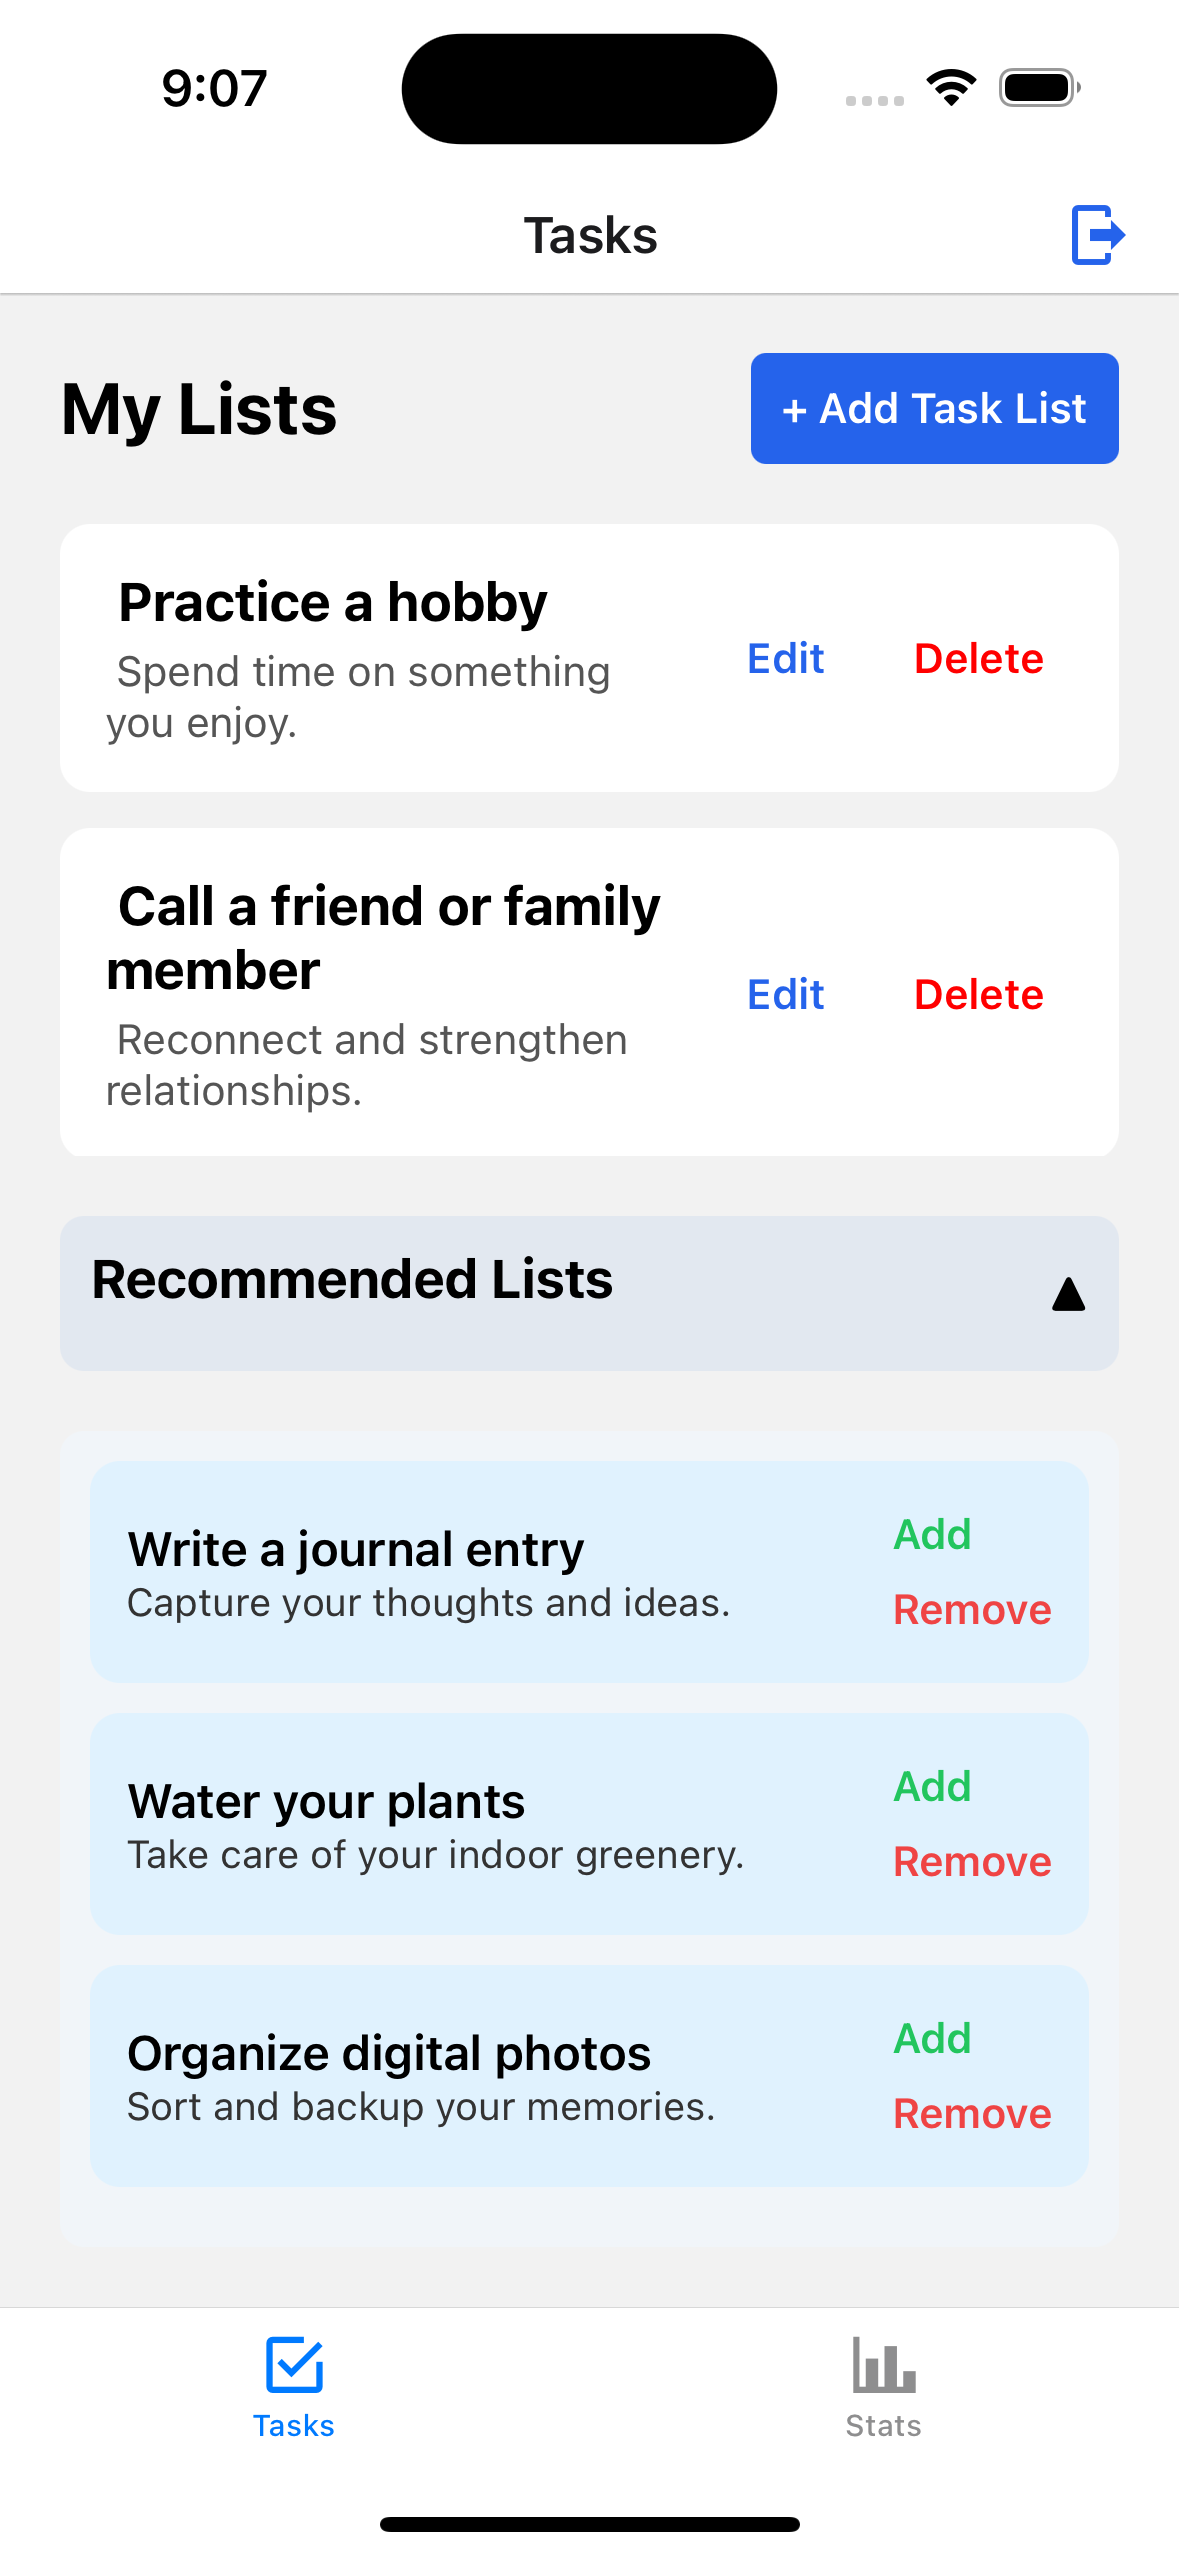 9:07
Tasks
My Lists
+ Add Task List
Practice a hobby
Spend time on something
you enjoy.
Edit
Delete
Call a friend or family
member
Reconnect and strengthen
relationships.
Edit
Delete
Recommended Lists
Write a journal entry
Capture your thoughts and ideas.
Add
Remove
Water your plants
Take care of your indoor greenery.
Add
Remove
Organize digital photos
Sort and backup your memories.
Add
Remove
Tasks
Stats